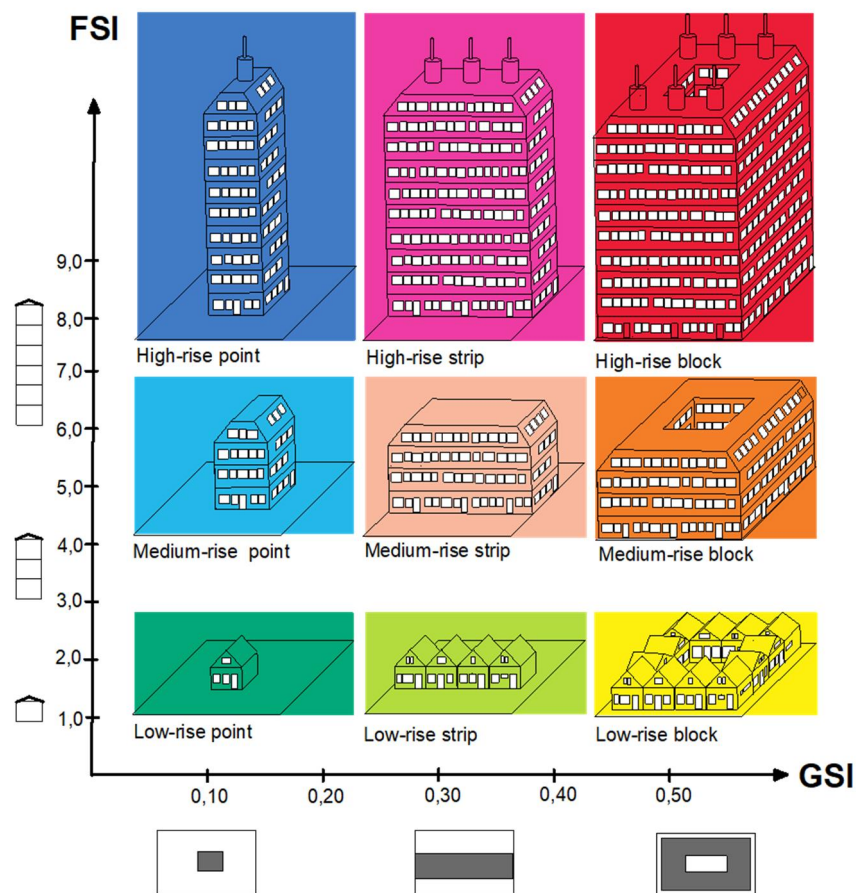 FSI
9,0
8,0
7,0
6,0
5,0
4,0
3,0
2,0
1,0
High-rise point
High-rise strip
High-rise block
Medium-rise point
Medium-rise strip
Medium-rise block
Low-rise point
Low-rise strip
Low-rise block
0,10
0,20
0,30
0,40
0,50
GSI